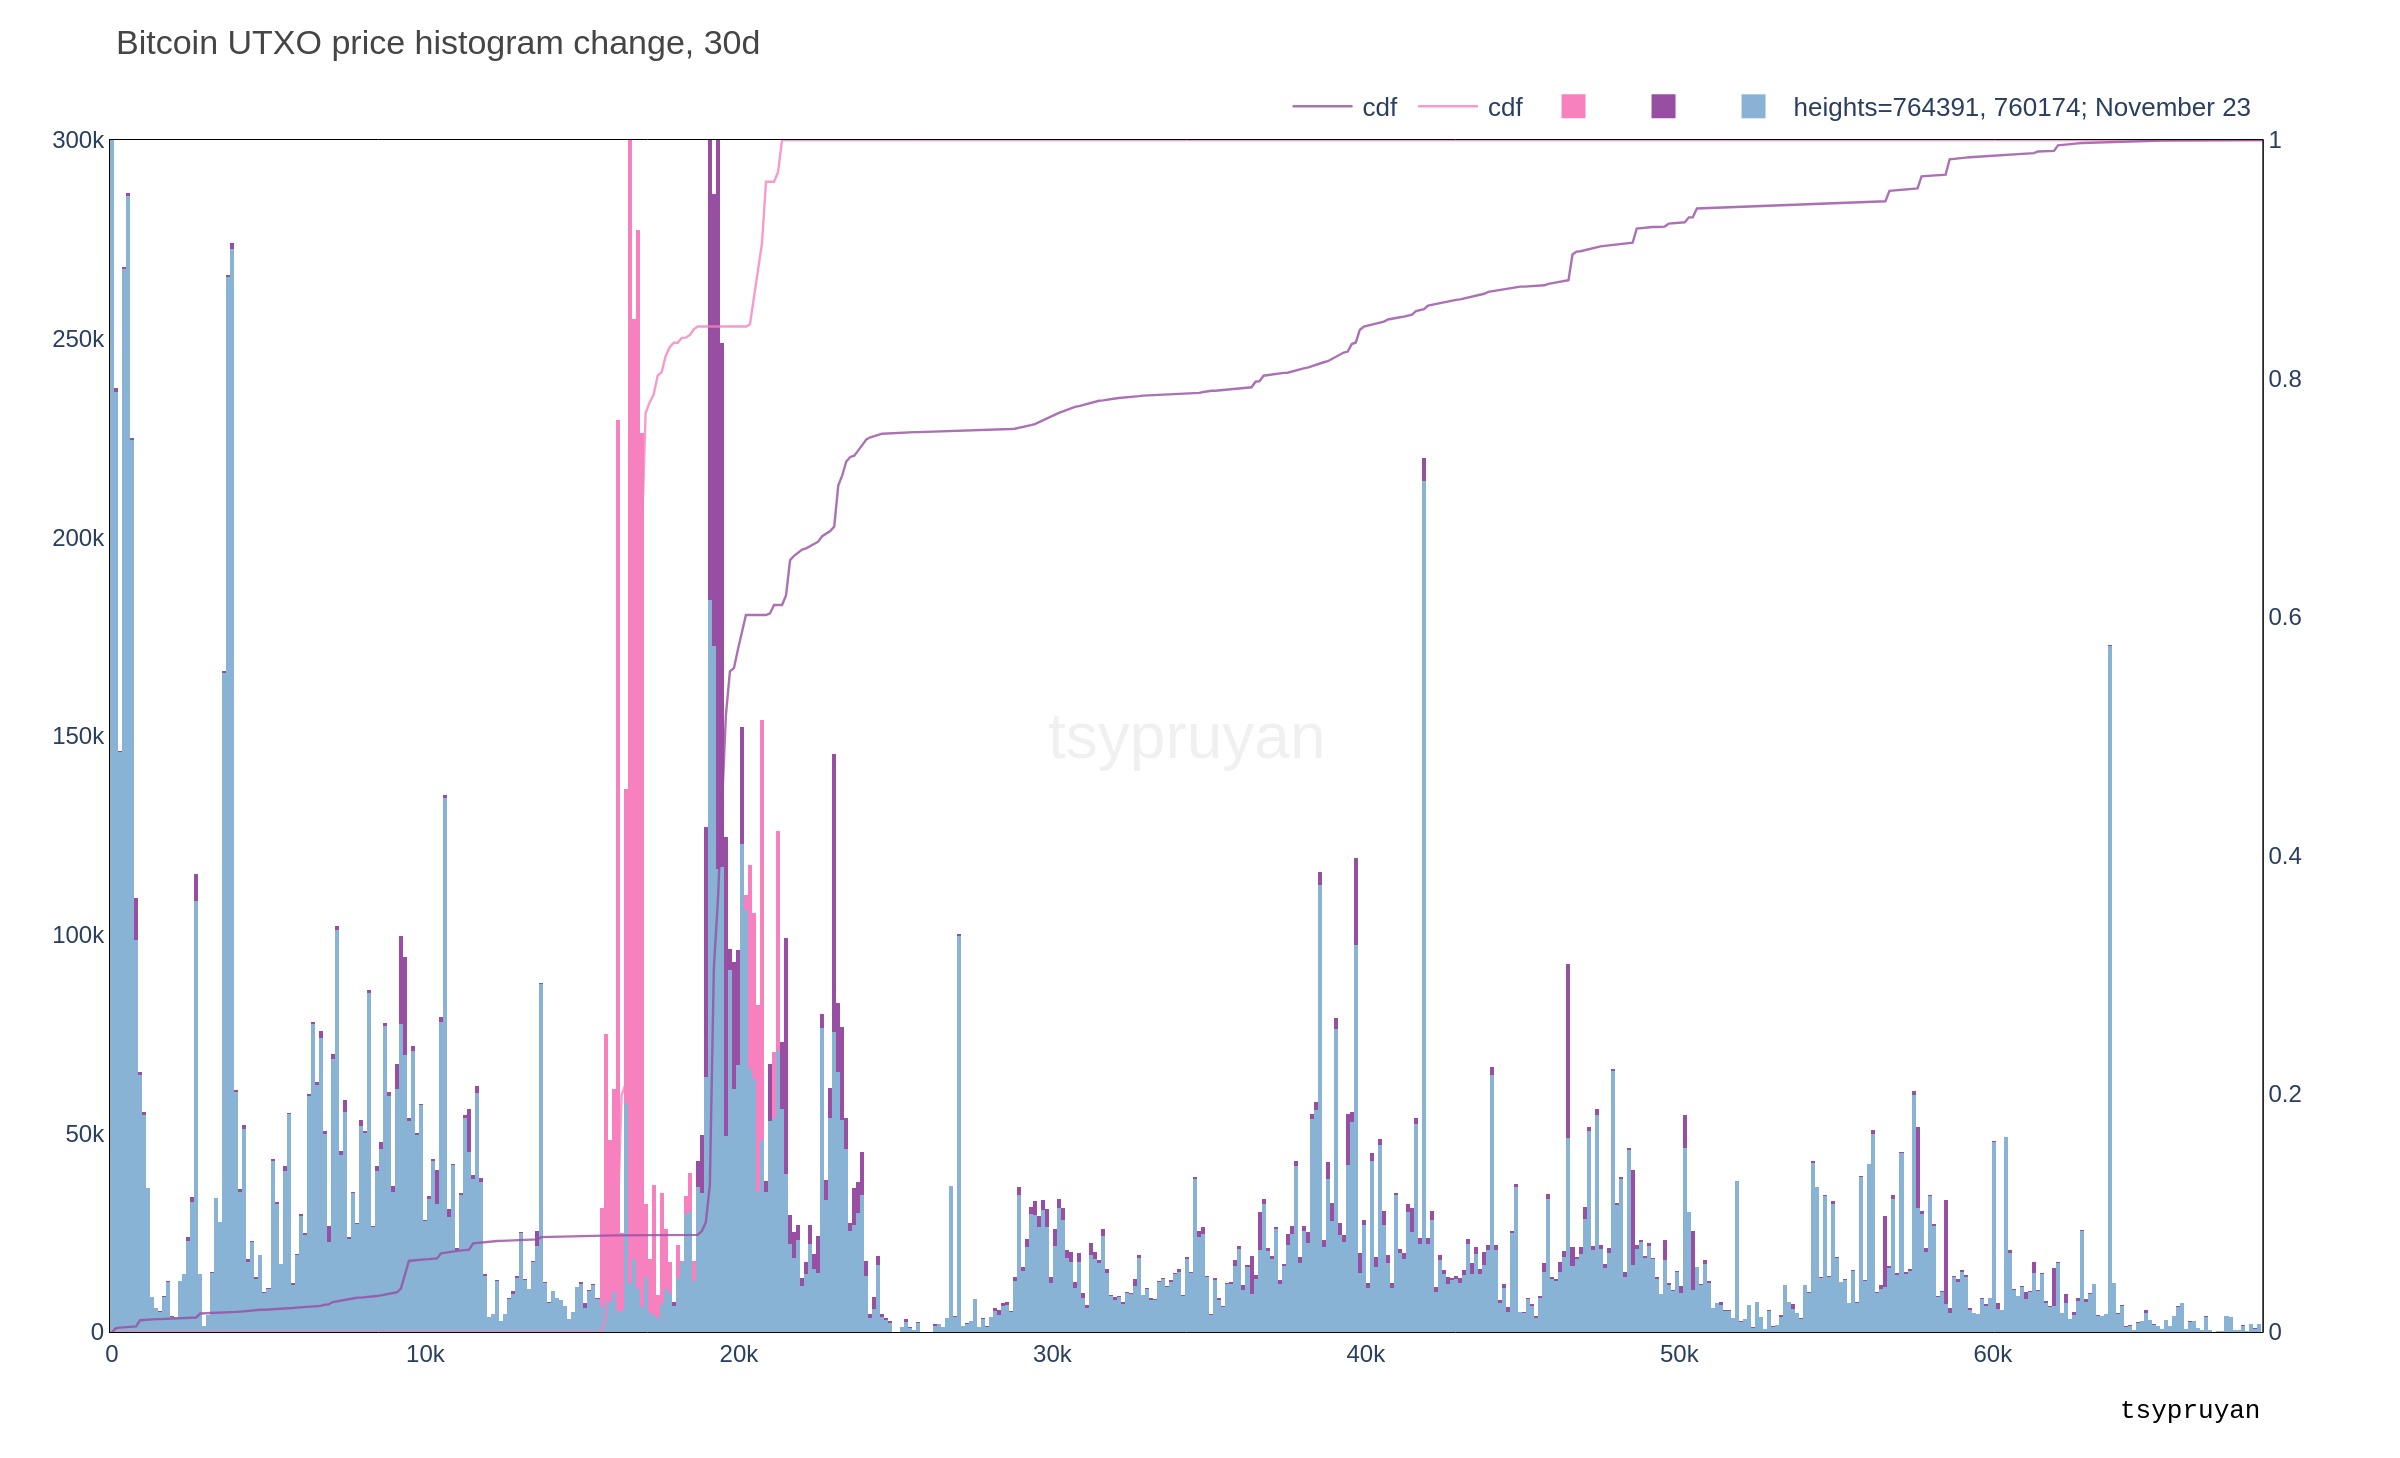 Bitcoin UTXO price histogram change, 30d
cdf cdf heights=764391, 760174; November 23
300k
250k
200k
150k
100k
50k
0
1
0.8
0.6
0.4
0.2
0
tsypruyan
0 10k 20k 30k 40k 50k 60k
tsypruyan